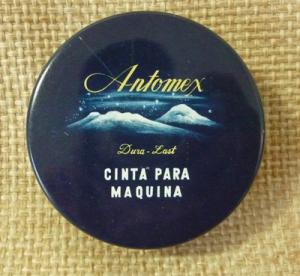 Antomex
Dura-Last
CINTA PARA
MAQUINA